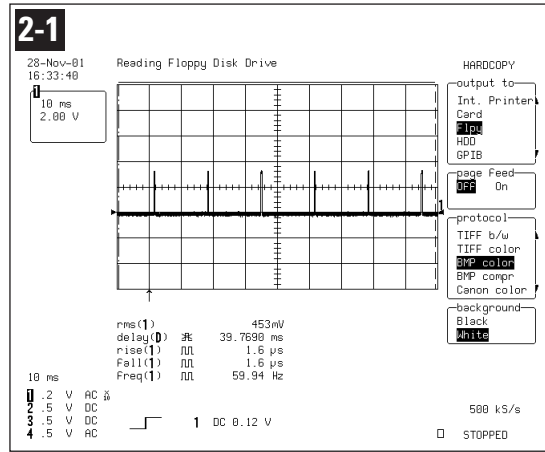 2-1
28-Nov-01
16:33:40
Reading Floppy Disk Drive
HARDCOPY
1
10 ms
2.00 V
output to
Int. Printer
Card
Flpy
HDD
GPIB
page Feed
Off On
1
protocol
TIFF b/w
TIFF color
BMP color
BMP compr
Canon color
background
Black
White
rms(1) 453mV
delay(1) 39.7690 ms
rise(1) 1.6 µs
fall(1) 1.6 µs
freq(1) 59.94 Hz
10 ms
1 .2 V AC
2 .5 V DC
3 .5 V DC
4 .5 V AC
1 DC 0.12 V
500 kS/s
STOPPED